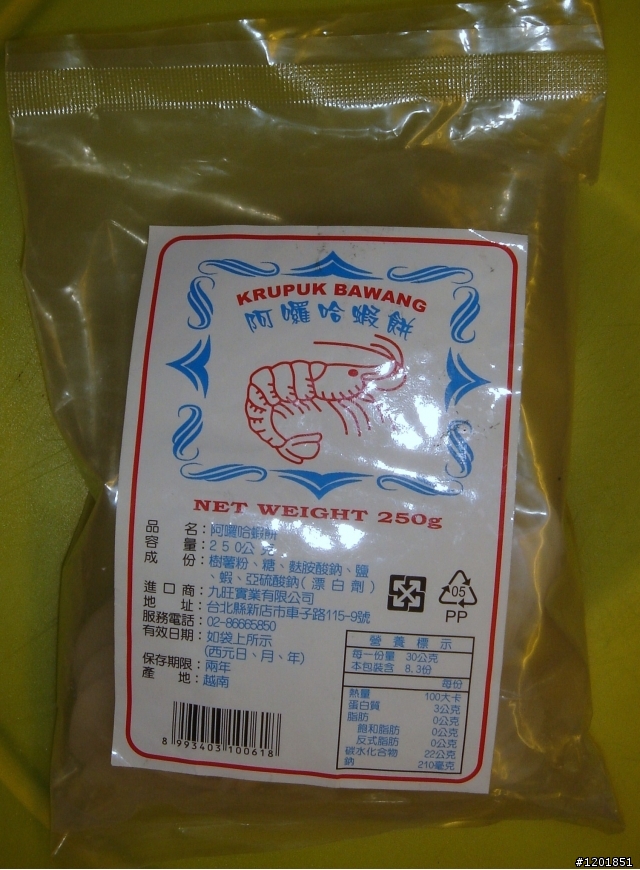 KRUPUK BAWANG
阿囉哈蝦餅
NET WEIGHT 250g
品　名：阿囉哈蝦餅
容　量：250公克
成　份：樹薯粉、糖、麩胺酸鈉、鹽
、蝦、亞硫酸鈉(漂白劑)
進口商：九旺實業有限公司
地　址：台北縣新店市車子路115-9號
服務電話：02-86665850
有效日期：如袋上所示
(西元日、月、年)
保存期限：兩年
產　地：越南
8 993403 100618
05
PP
營養標示
每一份量 30公克
本包裝含 8.3份
每份
熱量 100大卡
蛋白質 3公克
脂肪 0公克
飽和脂肪 0公克
反式脂肪 0公克
碳水化合物 22公克
鈉 210毫克
#1201851